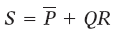 S = P̅ + QR